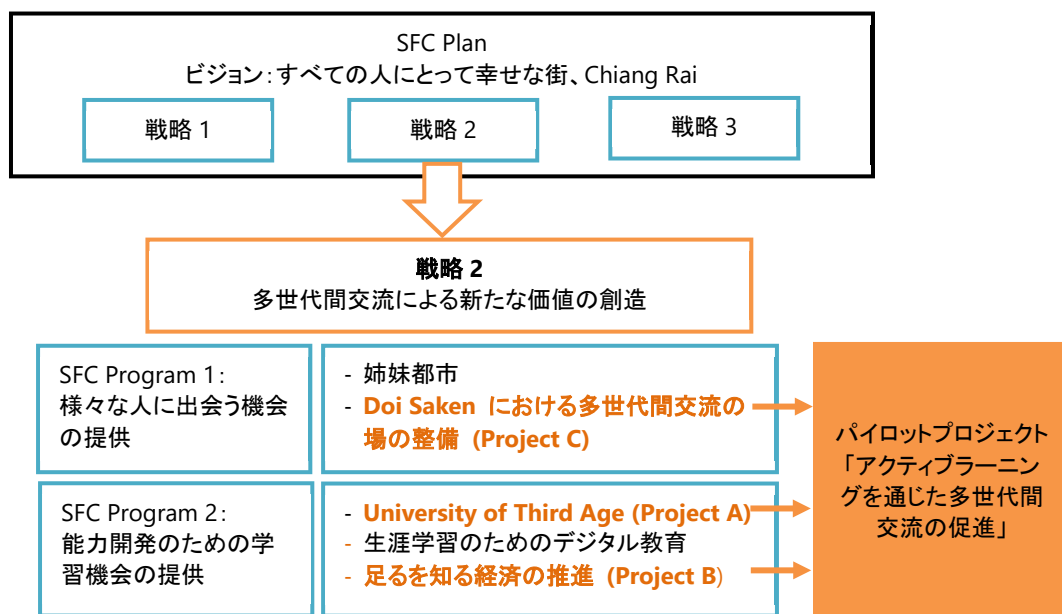 SFC Plan
ビジョン：すべての人にとって幸せな街、Chiang Rai
戦略 1
戦略 2
戦略 3
戦略 2
多世代間交流による新たな価値の創造
SFC Program 1：
様々な人に出会う機会
の提供
- 姉妹都市
- Doi Saken における多世代間交流の
場の整備 (Project C)
SFC Program 2：
能力開発のための学
習機会の提供
- University of Third Age (Project A)
- 生涯学習のためのデジタル教育
- 足るを知る経済の推進 (Project B)
パイロットプロジェクト
「アクティブラーニン
グを通じた多世代間
交流の促進」